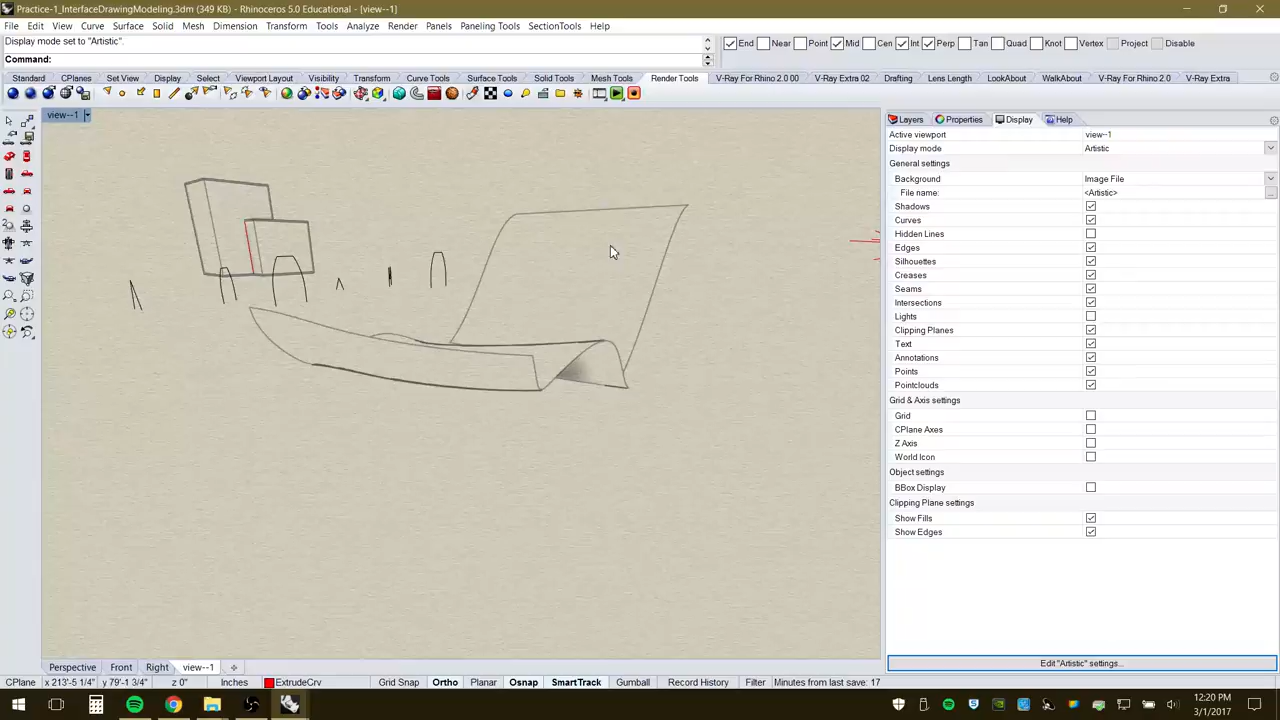 Practice-1_InterfaceDrawingModeling.3dm (349 KB) - Rhinoceros 5.0 Educational - [view--1]
File Edit View Curve Surface Solid Mesh Dimension Transform Tools Analyze Render Panels Paneling Tools SectionTools Help
Display mode set to "Artistic".
Command:
End Near Point Mid Cen Int Perp Tan Quad Knot Vertex Project Disable
Standard CPlanes Set View Display Select Viewport Layout Visibility Transform Curve Tools Surface Tools Solid Tools Mesh Tools Render Tools V-Ray For Rhino 2.0 00 V-Ray Extra 02 Drafting Lens Length LookAbout WalkAbout V-Ray For Rhino 2.0 V-Ray Extra
view--1
Layers Properties Display Help
Active viewport view--1
Display mode Artistic
General settings
Background Image File
File name: <Artistic>
Shadows
Curves
Hidden Lines
Edges
Silhouettes
Creases
Seams
Intersections
Lights
Clipping Planes
Text
Annotations
Points
Pointclouds
Grid & Axis settings
Grid
CPlane Axes
Z Axis
World Icon
Object settings
BBox Display
Clipping Plane settings
Show Fills
Show Edges
Edit "Artistic" settings...
Perspective Front Right view--1
CPlane x 213'-5 1/4" y 79'-1 3/4" z 0" Inches ExtrudeCrv Grid Snap Ortho Planar Osnap SmartTrack Gumball Record History Filter Minutes from last save: 17
12:20 PM
3/1/2017